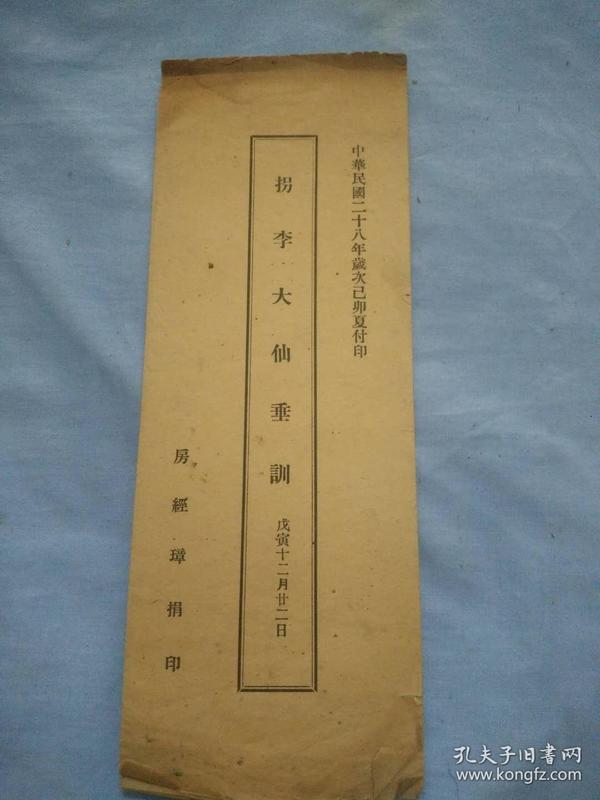 中華民國二十八年歲次己卯夏付印
拐李大仙垂訓 戊寅十二月廿二日
房經璋捐印
孔夫子旧书网
www.kongfz.com